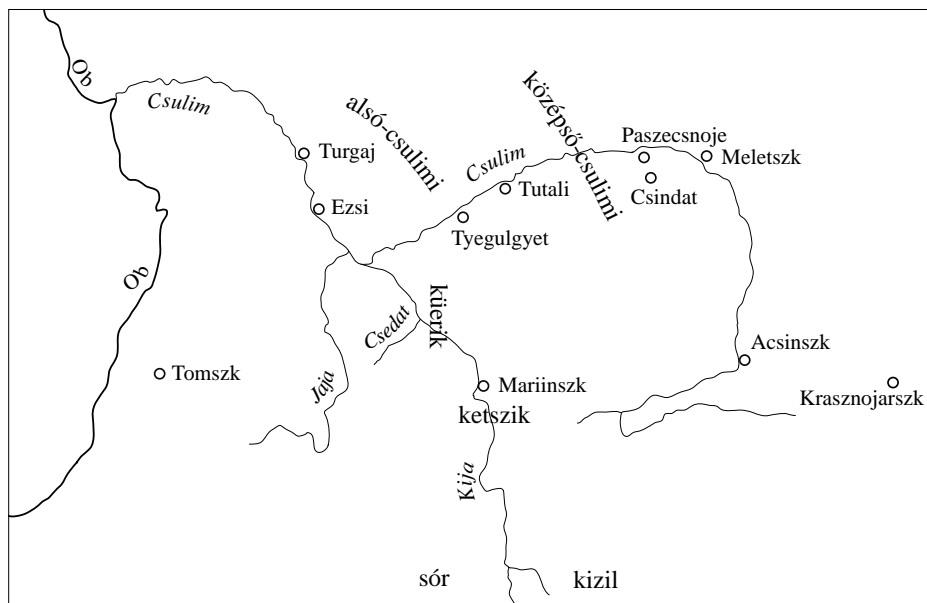 Ob
Csulim
alsó-csulimi
középső-csulimi
Csulim
Paszecsnoje
Meletszk
Turgaj
Csindat
Tutali
Ezsi
Tyegulgyet
Ob
küerik
Csedat
Acsinszk
Tomszk
Jaja
Mariinszk
Krasznojarszk
ketszik
Kija
sór
kizil